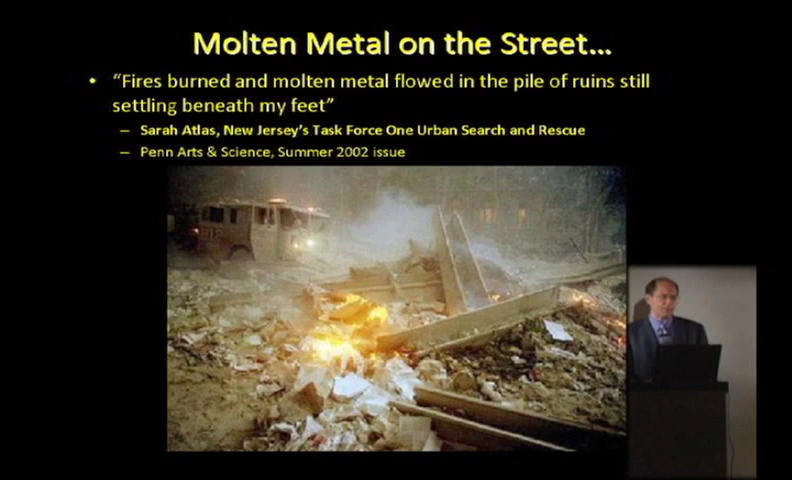 Molten Metal on the Street...
• “Fires burned and molten metal flowed in the pile of ruins still
settling beneath my feet”
– Sarah Atlas, New Jersey's Task Force One Urban Search and Rescue
– Penn Arts & Science, Summer 2002 issue